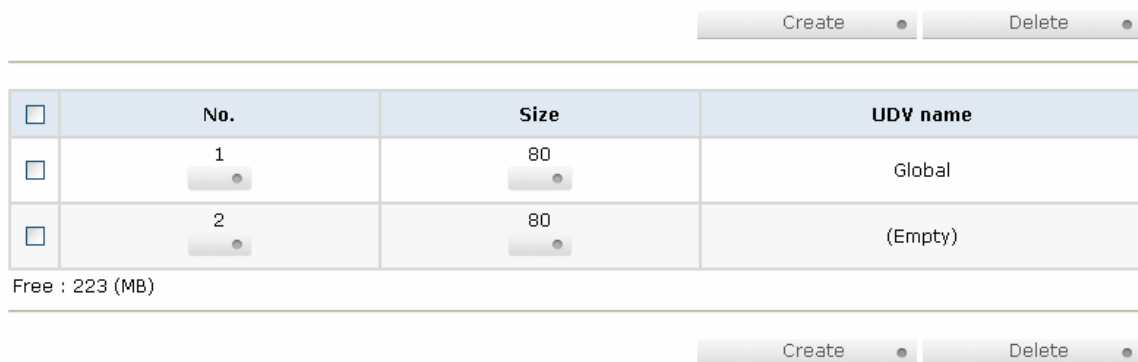 Create Delete
No. Size UDV name
1 80 Global
2 80 (Empty)
Free : 223 (MB)
Create Delete